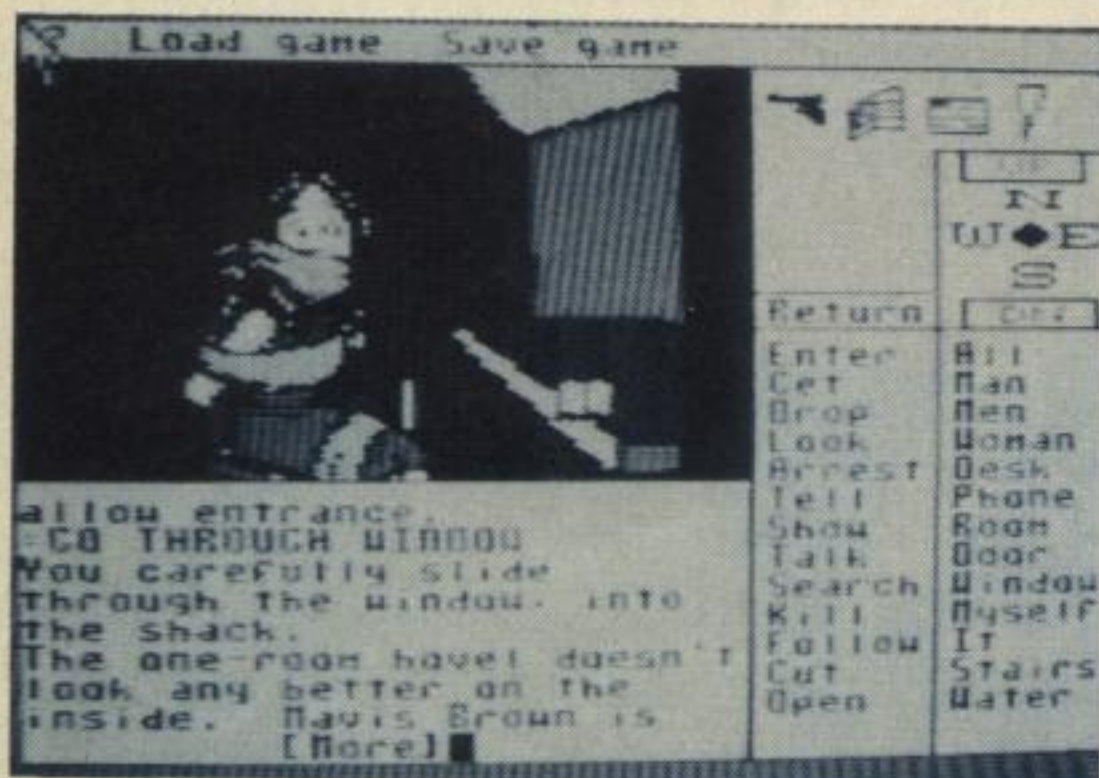 Load game Save game
N
W E
S
Return
Enter All
Get Man
Drop Men
Look Woman
Arrest Desk
Tell Phone
Show Room
Talk Door
Search Window
Kill Myself
Follow It
Cut Stairs
Open Water
allow entrance.
GO THROUGH WINDOW
You carefully slide
through the window, into
the shack.
The one-room hovel doesn't
look any better on the
inside. Mavis Brown is
[More]